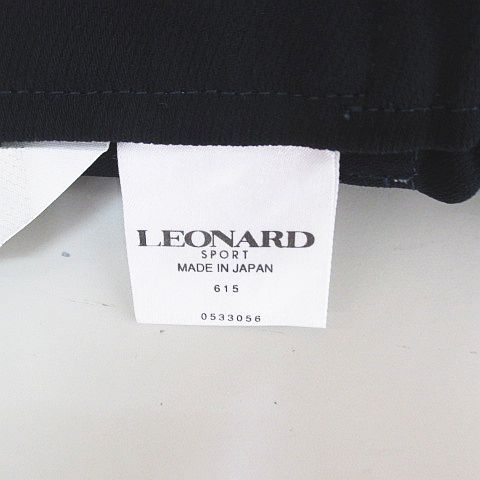 LEONARD
SPORT
MADE IN JAPAN
615
0533056